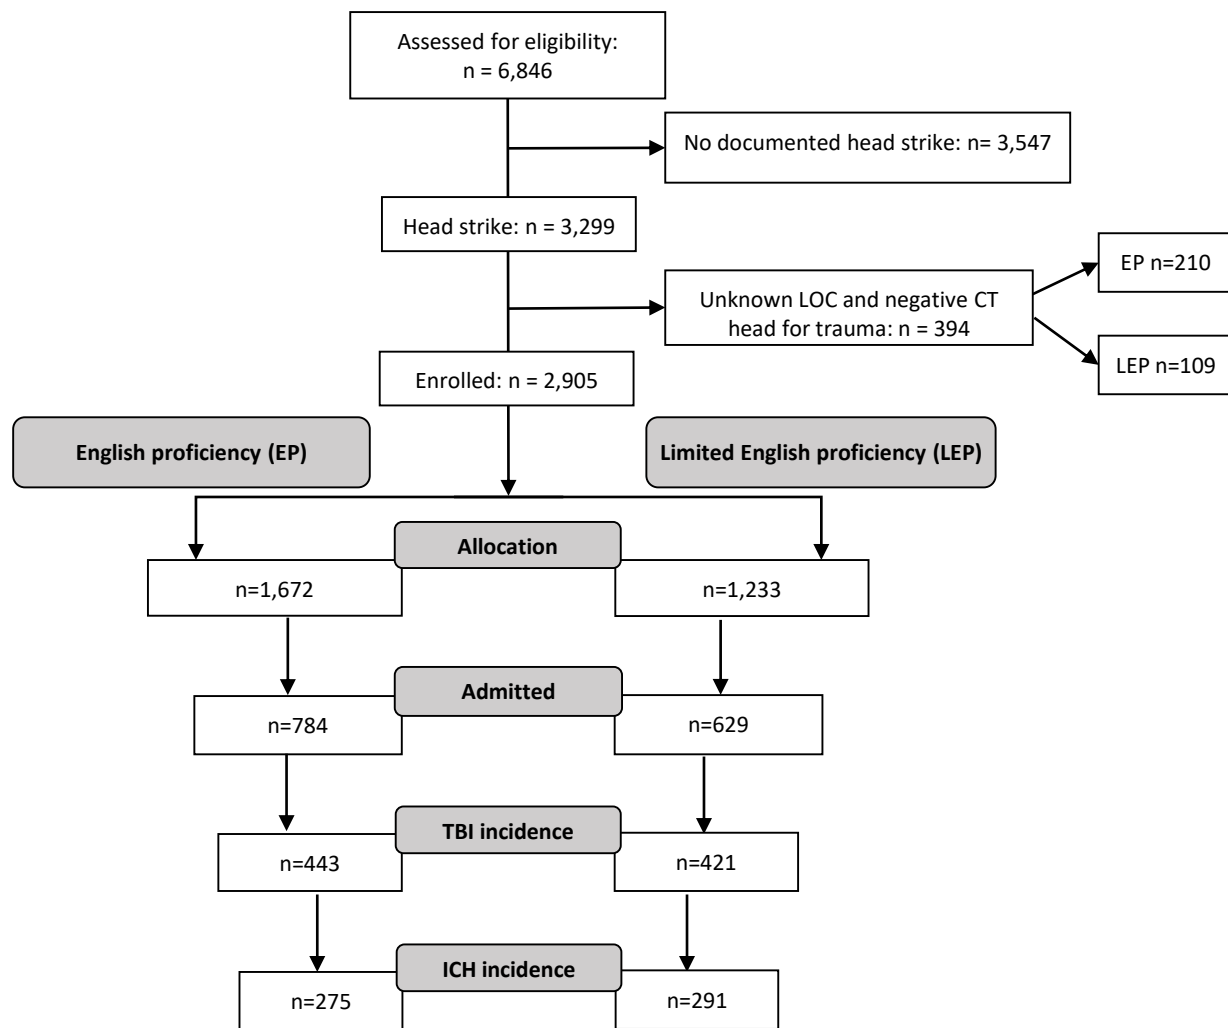 Assessed for eligibility:
n = 6,846
No documented head strike: n= 3,547
Head strike: n = 3,299
EP n=210
Unknown LOC and negative CT
head for trauma: n = 394
LEP n=109
Enrolled: n = 2,905
English proficiency (EP)
Limited English proficiency (LEP)
Allocation
n=1,672
n=1,233
Admitted
n=784
n=629
TBI incidence
n=443
n=421
ICH incidence
n=275
n=291